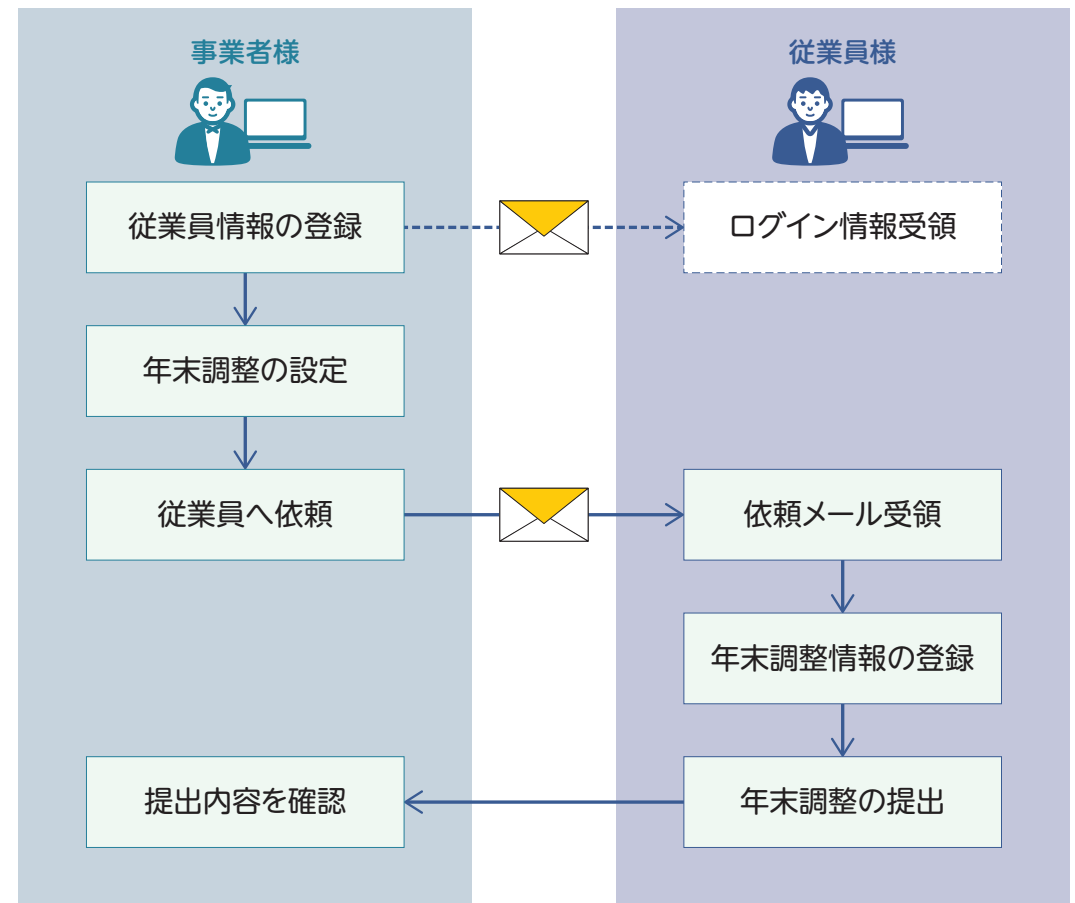 事業者様
従業員様
従業員情報の登録
ログイン情報受領
年末調整の設定
従業員へ依頼
依頼メール受領
年末調整情報の登録
提出内容を確認
年末調整の提出